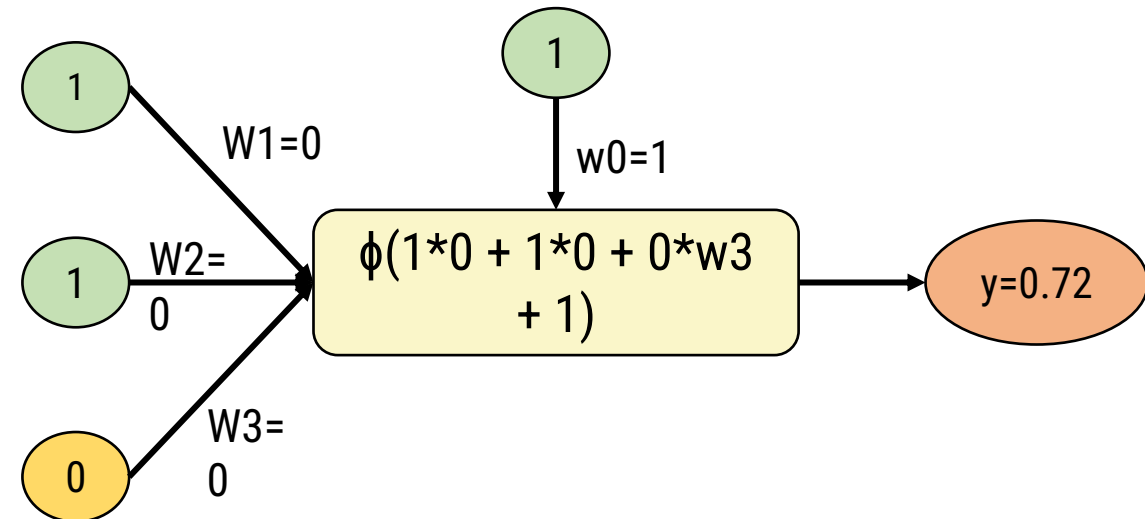 1
1
W1=0
w0=1
W2=
0
1
ϕ(1*0 + 1*0 + 0*w3
+ 1)
y=0.72
W3=
0
0